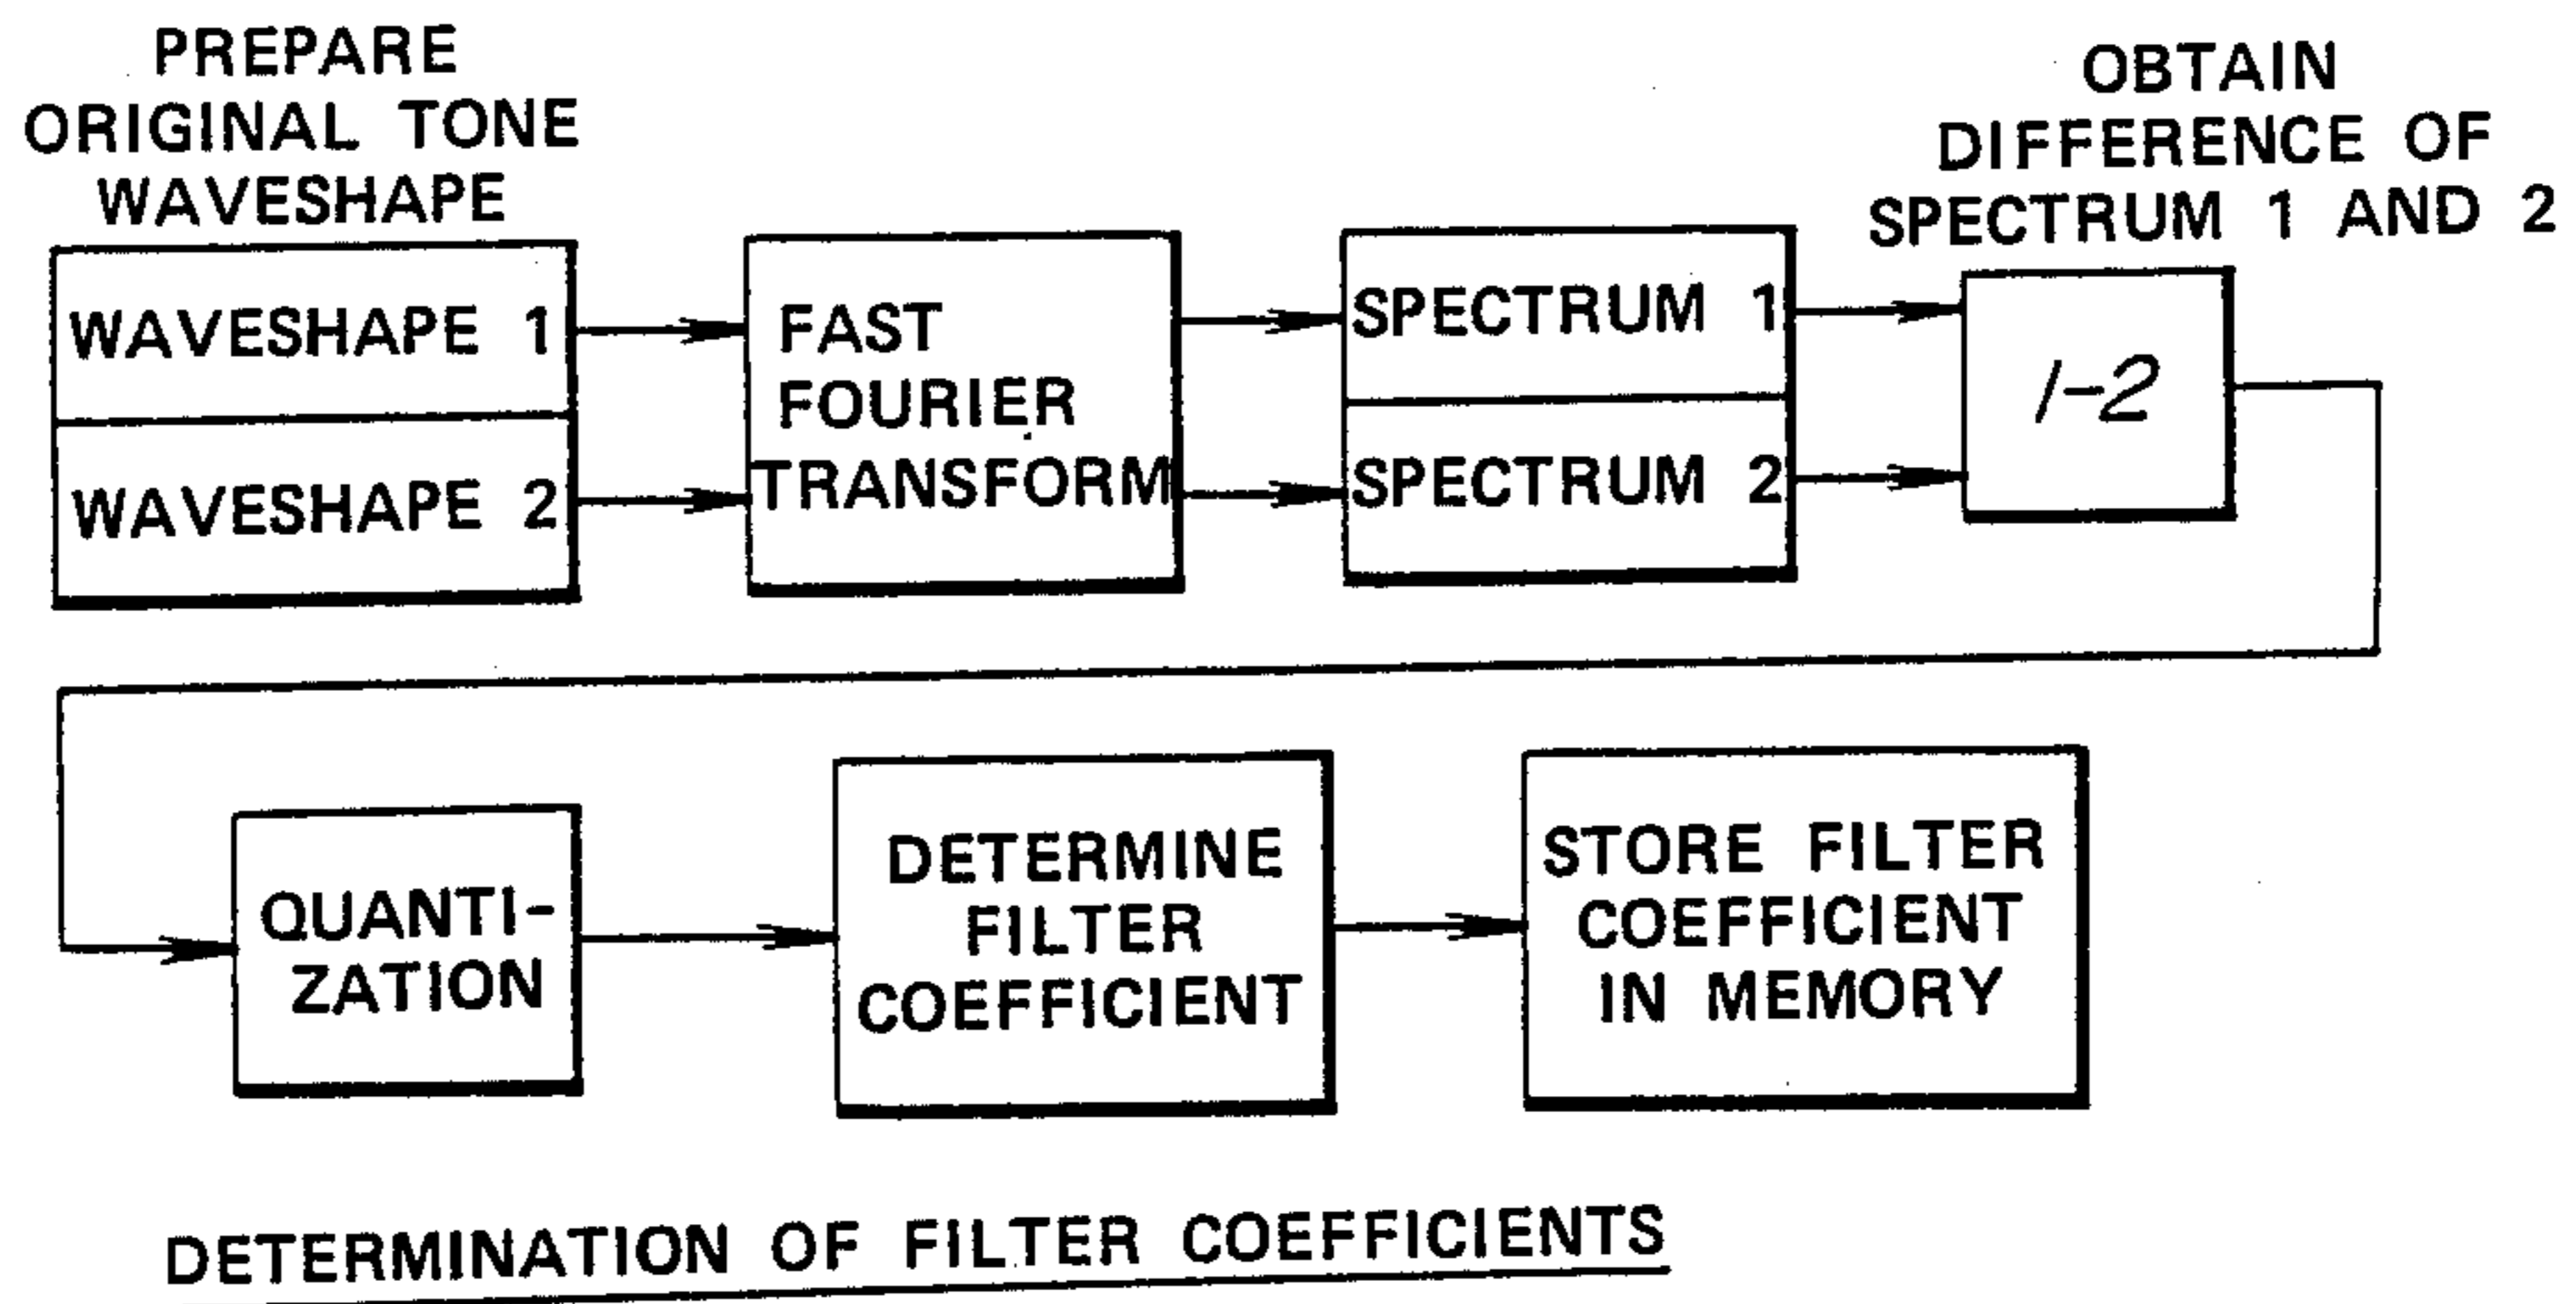 PREPARE
ORIGINAL TONE
WAVESHAPE
WAVESHAPE 1
WAVESHAPE 2
FAST
FOURIER
TRANSFORM
SPECTRUM 1
SPECTRUM 2
OBTAIN
DIFFERENCE OF
SPECTRUM 1 AND 2
1-2
QUANTI-
ZATION
DETERMINE
FILTER
COEFFICIENT
STORE FILTER
COEFFICIENT
IN MEMORY
DETERMINATION OF FILTER COEFFICIENTS